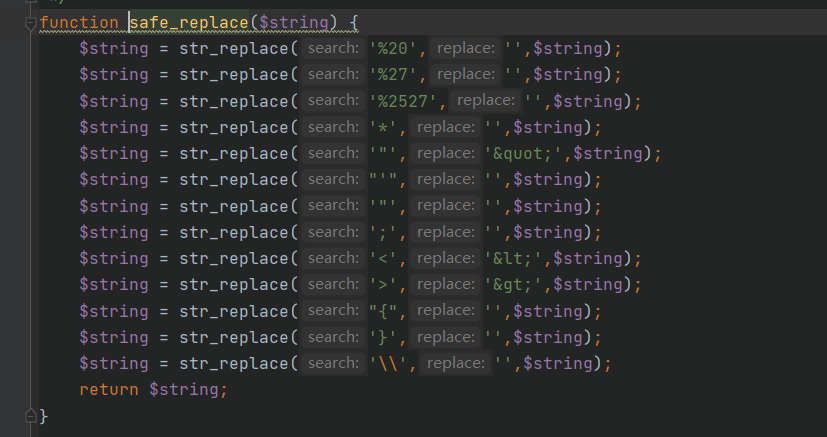 */
function safe_replace($string) {
$string = str_replace( search: '%20', replace: '',$string);
$string = str_replace( search: '%27', replace: '',$string);
$string = str_replace( search: '%2527', replace: '',$string);
$string = str_replace( search: '*', replace: '',$string);
$string = str_replace( search: '"', replace: '&quot;',$string);
$string = str_replace( search: "'", replace: '',$string);
$string = str_replace( search: '"', replace: '',$string);
$string = str_replace( search: ';', replace: '',$string);
$string = str_replace( search: '<', replace: '&lt;',$string);
$string = str_replace( search: '>', replace: '&gt;',$string);
$string = str_replace( search: "{", replace: '',$string);
$string = str_replace( search: '}', replace: '',$string);
$string = str_replace( search: '\\', replace: '',$string);
return $string;
}